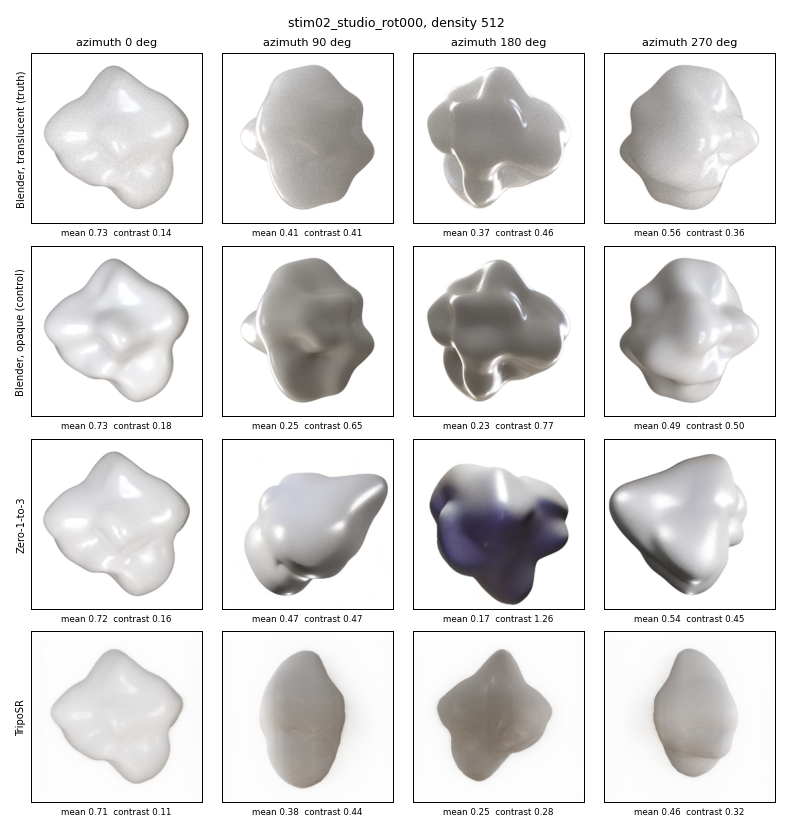 stim02_studio_rot000, density 512
azimuth 0 deg
azimuth 90 deg
azimuth 180 deg
azimuth 270 deg
Blender, translucent (truth)
mean 0.73  contrast 0.14
mean 0.41  contrast 0.41
mean 0.37  contrast 0.46
mean 0.56  contrast 0.36
Blender, opaque (control)
mean 0.73  contrast 0.18
mean 0.25  contrast 0.65
mean 0.23  contrast 0.77
mean 0.49  contrast 0.50
Zero-1-to-3
mean 0.72  contrast 0.16
mean 0.47  contrast 0.47
mean 0.17  contrast 1.26
mean 0.54  contrast 0.45
TripoSR
mean 0.71  contrast 0.11
mean 0.38  contrast 0.44
mean 0.25  contrast 0.28
mean 0.46  contrast 0.32